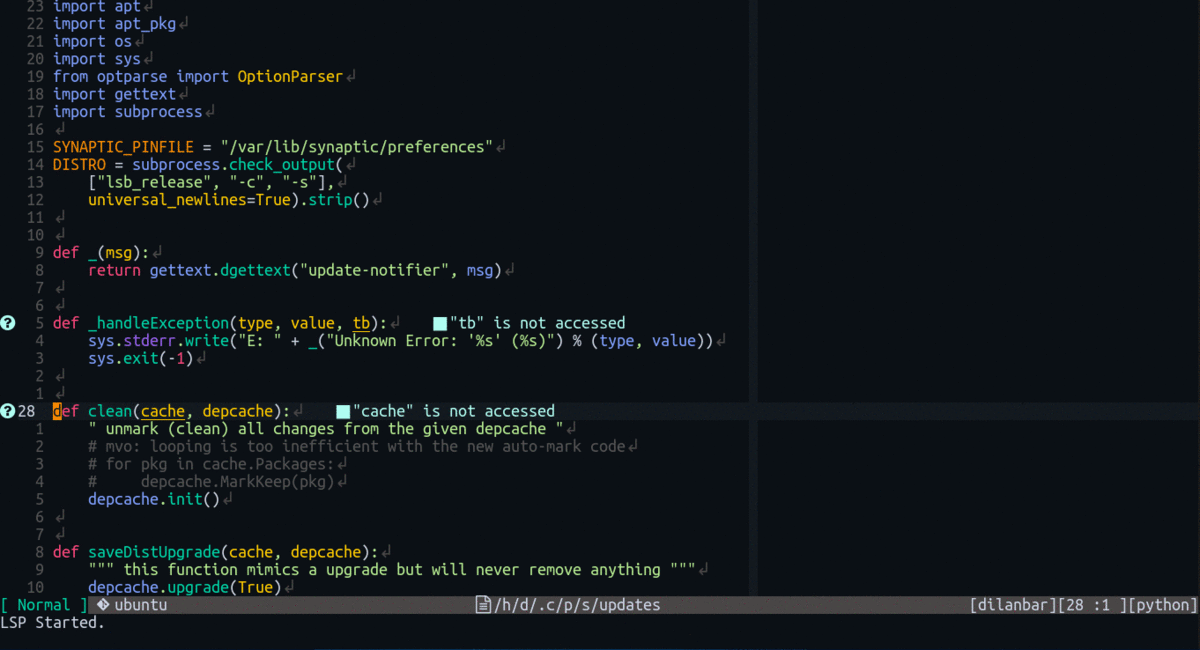 23 import apt
22 import apt_pkg
21 import os
20 import sys
19 from optparse import OptionParser
18 import gettext
17 import subprocess
16
15 SYNAPTIC_PINFILE = "/var/lib/synaptic/preferences"
14 DISTRO = subprocess.check_output(
13     ["lsb_release", "-c", "-s"],
12     universal_newlines=True).strip()
11
10
9 def _(msg):
8     return gettext.dgettext("update-notifier", msg)
7
6
? 5 def _handleException(type, value, tb):    "tb" is not accessed
4     sys.stderr.write("E: " + _("Unknown Error: '%s' (%s)") % (type, value))
3     sys.exit(-1)
2
1
? 28 def clean(cache, depcache):    "cache" is not accessed
1     " unmark (clean) all changes from the given depcache "
2     # mvo: looping is too inefficient with the new auto-mark code
3     # for pkg in cache.Packages:
4     #     depcache.MarkKeep(pkg)
5     depcache.init()
6
7
8 def saveDistUpgrade(cache, depcache):
9     """ this function mimics a upgrade but will never remove anything """
10     depcache.upgrade(True)
[ Normal ] ubuntu /h/d/.c/p/s/updates [dilanbar][28 :1 ][python]
LSP Started.